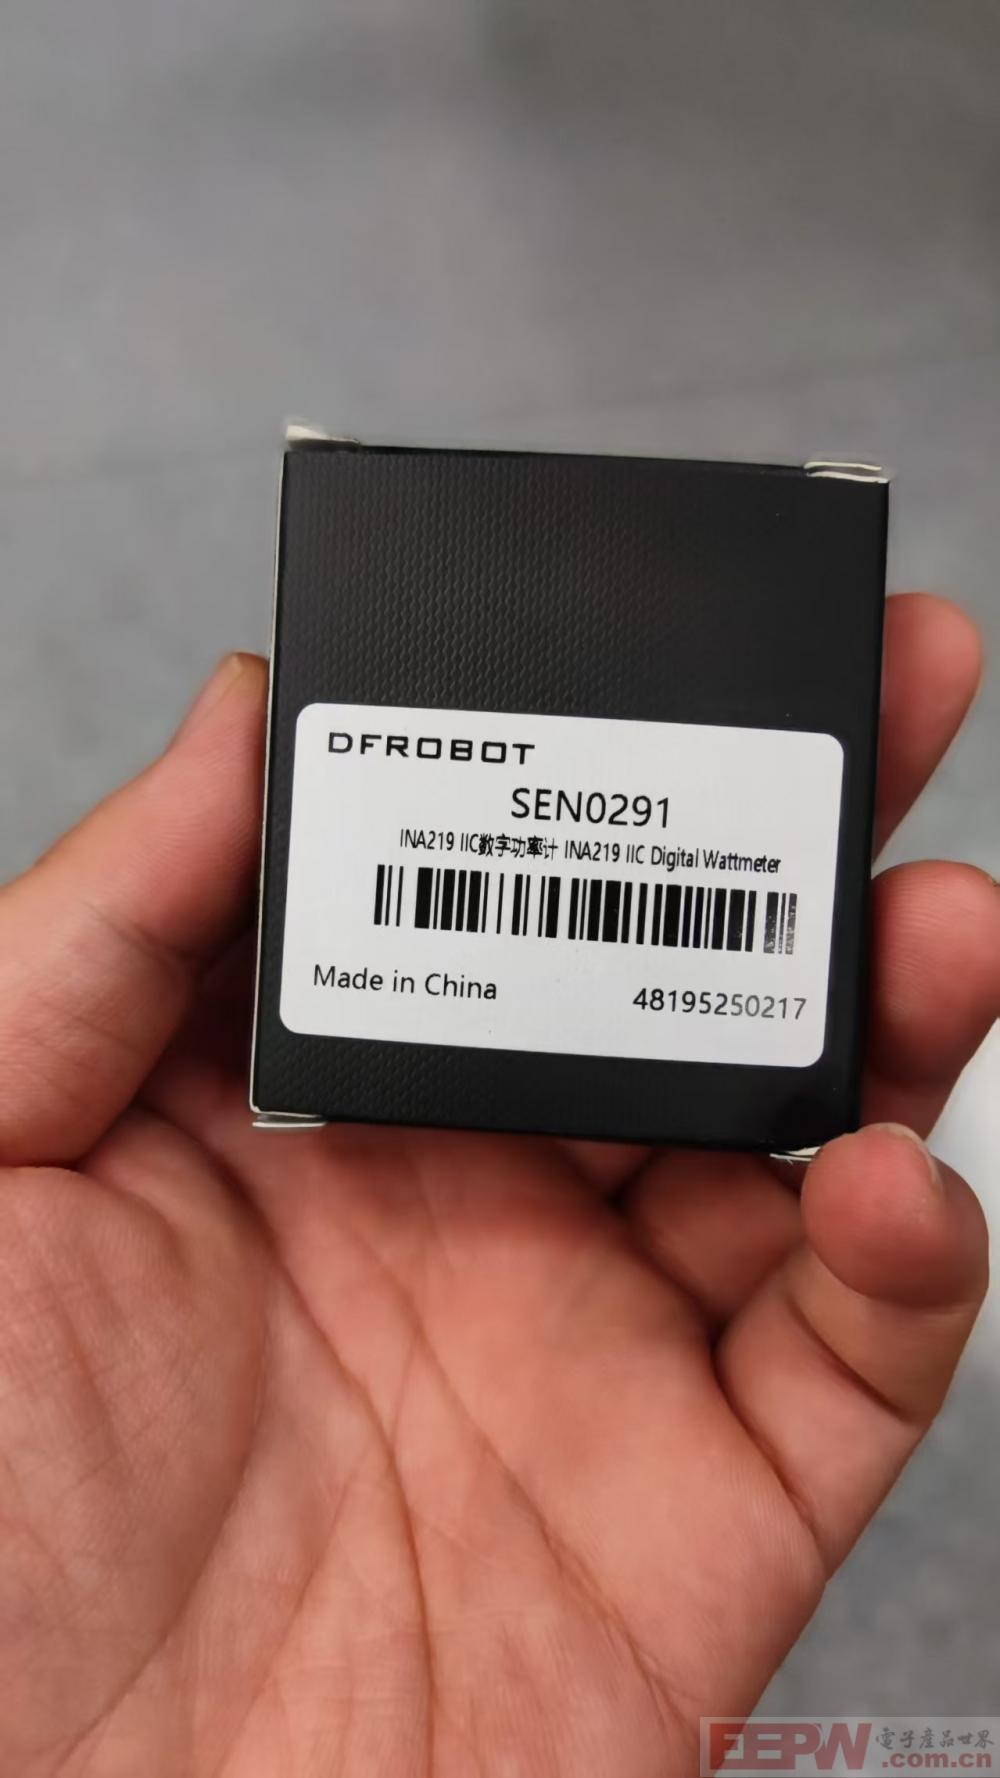 DFROBOT
SEN0291
INA219 IIC数字功率计 INA219 IIC Digital Wattmeter
Made in China
48195250217
EEPW 電子產品世界
.com.cn